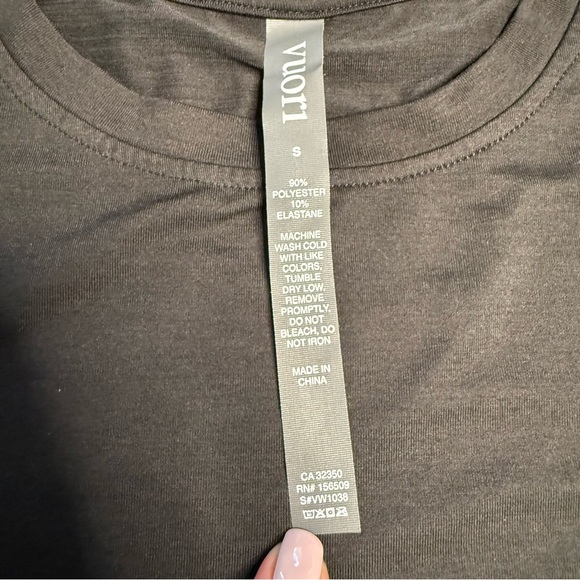 vuori
S
90%
POLYESTER
10%
ELASTANE
MACHINE
WASH COLD
WITH LIKE
COLORS,
TUMBLE
DRY LOW.
REMOVE
PROMPTLY.
DO NOT
BLEACH, DO
NOT IRON
MADE IN
CHINA
CA 32350
RN# 156509
S#VW1038